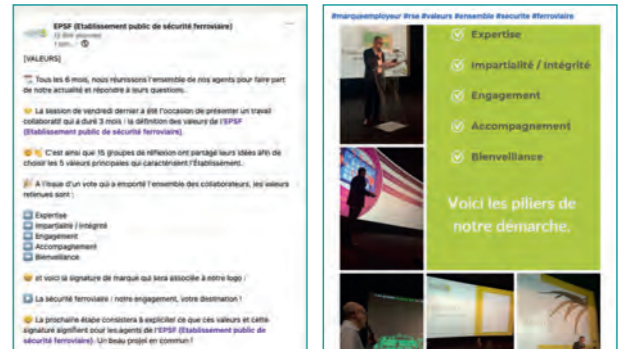 EPSF (Établissement public de sécurité ferroviaire)
1 sem.
[VALEURS]
Tous les 6 mois, nous réunissons l'ensemble de nos agents pour faire part
de notre actualité et répondre à leurs questions.
La session de vendredi dernier a été l'occasion de présenter un travail
collaboratif qui a duré 3 mois : la définition des valeurs de l'EPSF
(Établissement public de sécurité ferroviaire).
C'est ainsi que 15 groupes de réflexion ont partagé leurs idées afin de
choisir les 5 valeurs principales qui caractérisent l'Établissement.
À l'issue d'un vote qui a emporté l'ensemble des collaborateurs, les valeurs
retenues sont :
Expertise
Impartialité / Intégrité
Engagement
Accompagnement
Bienveillance
et voici la signature de marque qui sera associée à notre logo :
La sécurité ferroviaire : notre engagement, votre destination !
La prochaine étape consistera à expliciter ce que ces valeurs et cette
signature signifient pour les agents de l'EPSF (Établissement public de
sécurité ferroviaire). Un beau projet en commun !
#marqueemployeur #rse #valeurs #ensemble #securite #ferroviaire
Expertise
Impartialité / Intégrité
Engagement
Accompagnement
Bienveillance
Voici les piliers de
notre démarche.